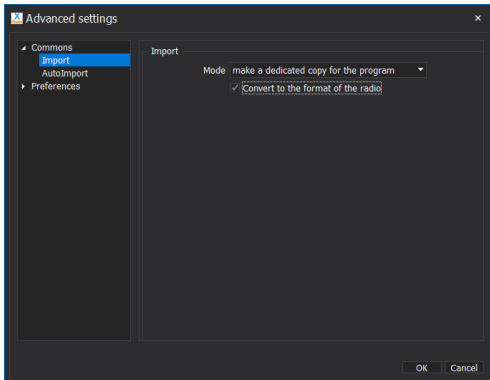 Advanced settings
Commons
Import
AutoImport
Preferences
Import
Mode make a dedicated copy for the program
Convert to the format of the radio
OK Cancel